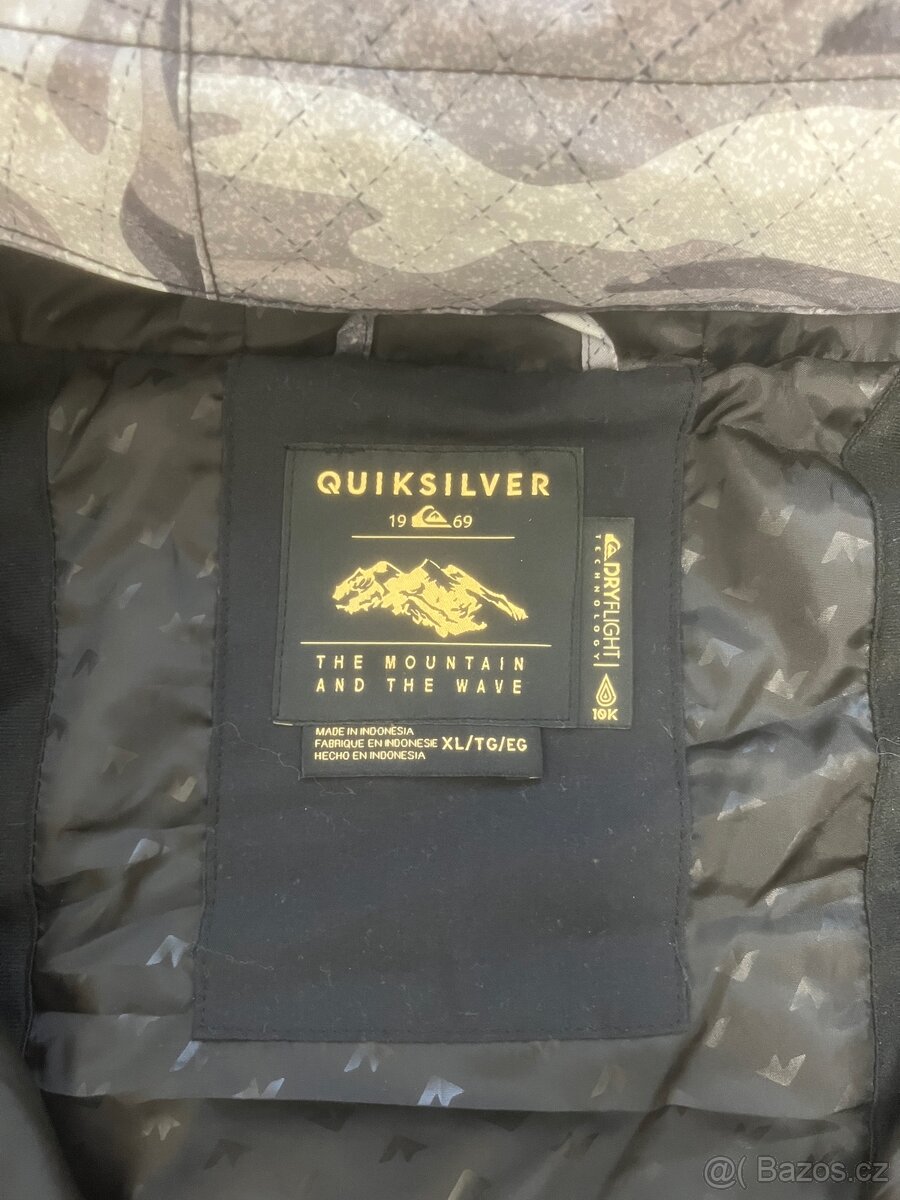 QUIKSILVER
19 69
THE MOUNTAIN
AND THE WAVE
DRYFLIGHT
TECHNOLOGY
10K
MADE IN INDONESIA
FABRIQUE EN INDONESIE XL/TG/EG
HECHO EN INDONESIA
@( Bazoš.cz